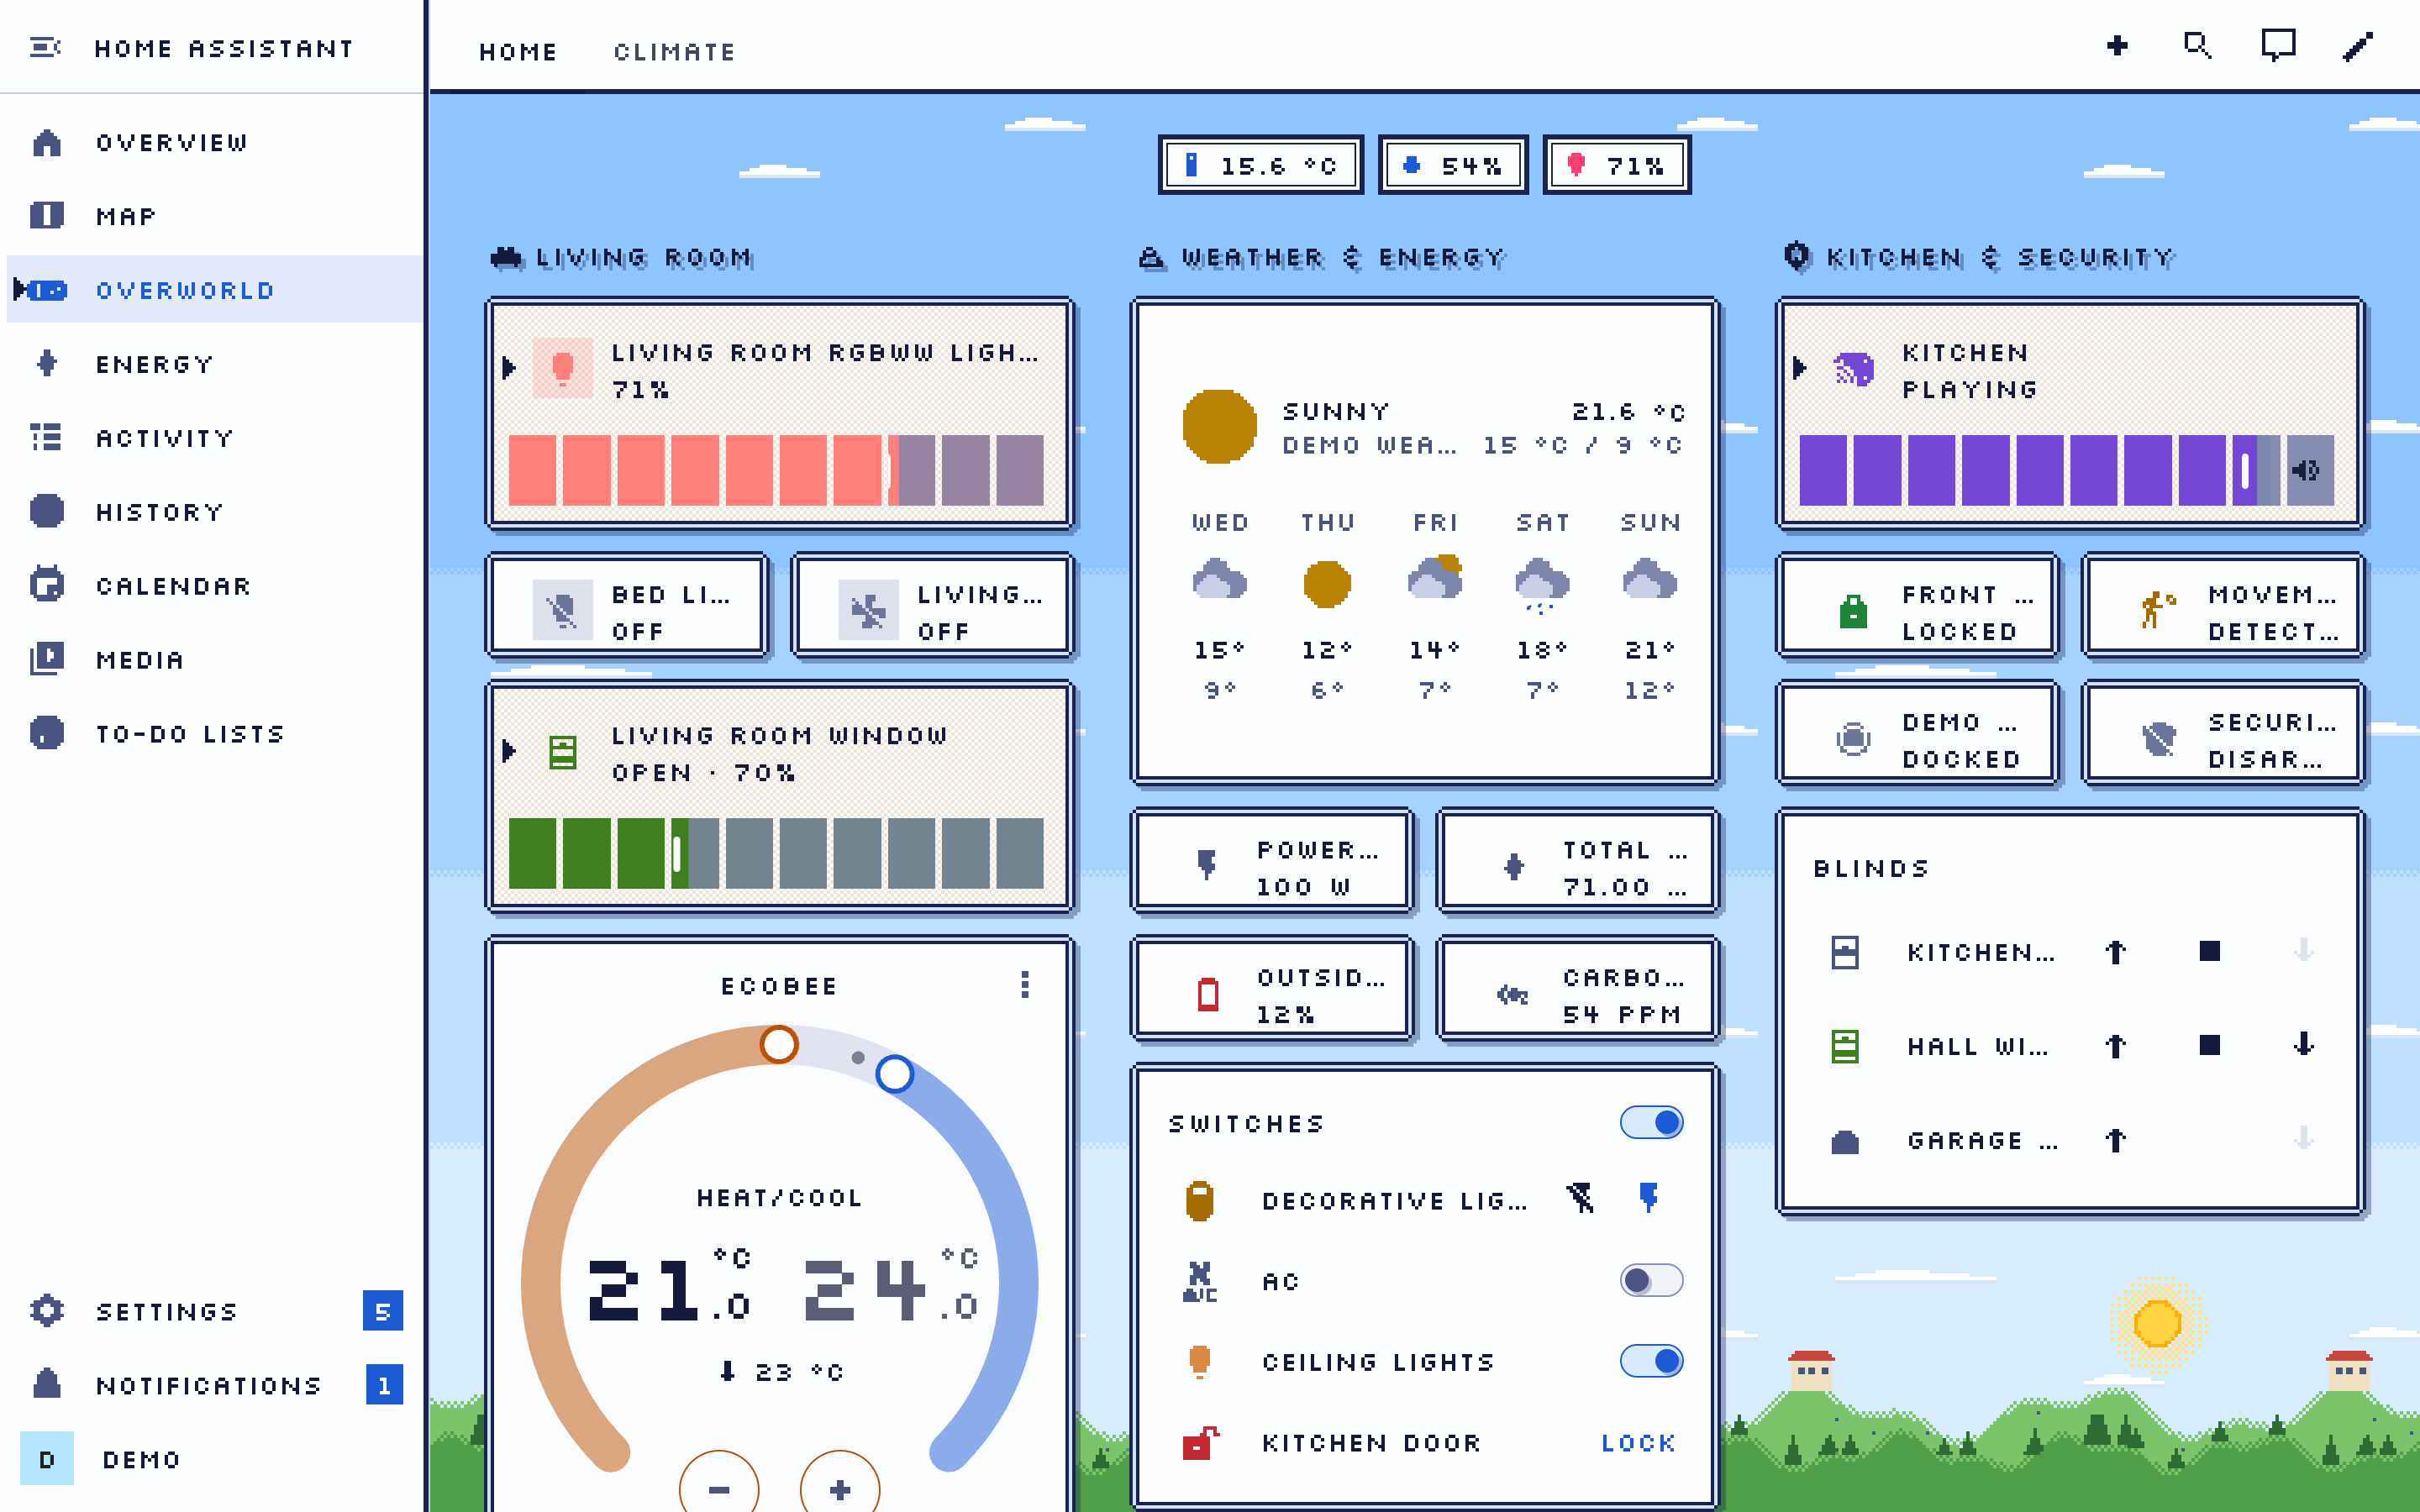 HOME ASSISTANT
OVERVIEW
MAP
OVERWORLD
ENERGY
ACTIVITY
HISTORY
CALENDAR
MEDIA
TO-DO LISTS
SETTINGS 5
NOTIFICATIONS 1
D DEMO
HOME CLIMATE
15.6 °C 54% 71%
LIVING ROOM
LIVING ROOM RGBWW LIGH...
71%
BED LI...
OFF
LIVING...
OFF
LIVING ROOM WINDOW
OPEN · 70%
ECOBEE
HEAT/COOL
21.0 °C 24.0 °C
23 °C
WEATHER & ENERGY
SUNNY 21.6 °C
DEMO WEA... 15 °C / 9 °C
WED THU FRI SAT SUN
15° 12° 14° 18° 21°
9° 6° 7° 7° 12°
POWER...
100 W
TOTAL ...
71.00 ...
OUTSID...
12%
CARBO...
54 PPM
SWITCHES
DECORATIVE LIG...
A/C AC
CEILING LIGHTS
KITCHEN DOOR LOCK
KITCHEN & SECURITY
KITCHEN
PLAYING
FRONT ...
LOCKED
MOVEM...
DETECT...
DEMO ...
DOCKED
SECURI...
DISAR...
BLINDS
KITCHEN...
HALL WI...
GARAGE ...